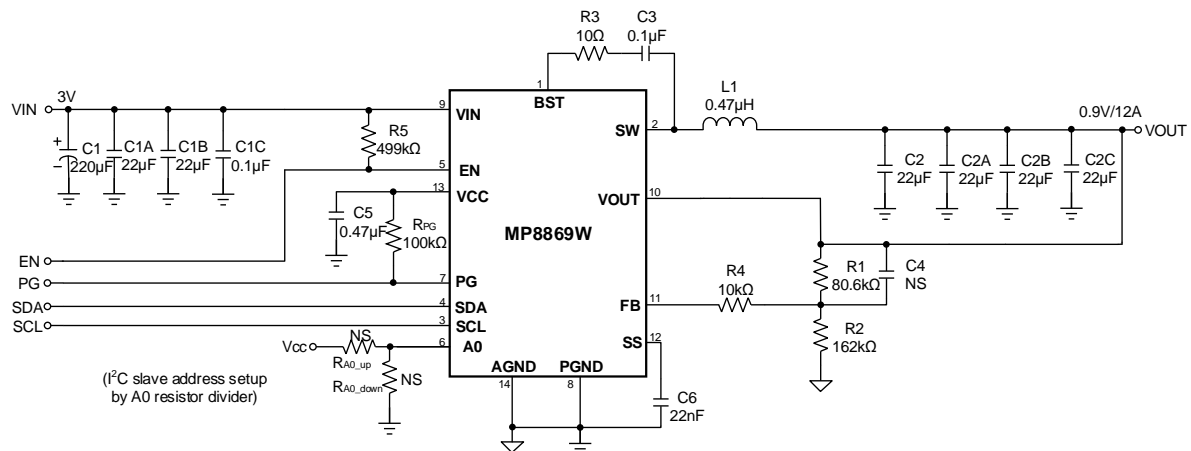 R3
10Ω
C3
0.1µF
1
BST
L1
0.47µH
VIN
3V
9
VIN
SW
2
0.9V/12A
VOUT
+
−
C1
220µF
C1A
22µF
C1B
22µF
C1C
0.1µF
R5
499kΩ
5
EN
13
VCC
C5
0.47µF
RPG
100kΩ
MP8869W
VOUT
10
C2
22µF
C2A
22µF
C2B
22µF
C2C
22µF
EN
PG
7
PG
SDA
4
SDA
SCL
3
SCL
R4
10kΩ
FB
11
R1
80.6kΩ
C4
NS
R2
162kΩ
SS
12
Vcc
NS
6
A0
RA0_up
RA0_down
NS
(I²C slave address setup
by A0 resistor divider)
AGND
14
PGND
8
C6
22nF